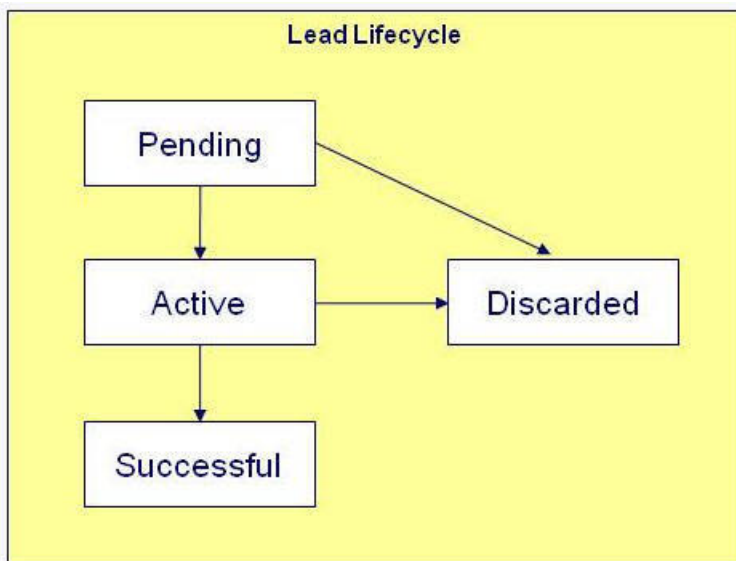 Lead Lifecycle
Pending
Active
Discarded
Successful